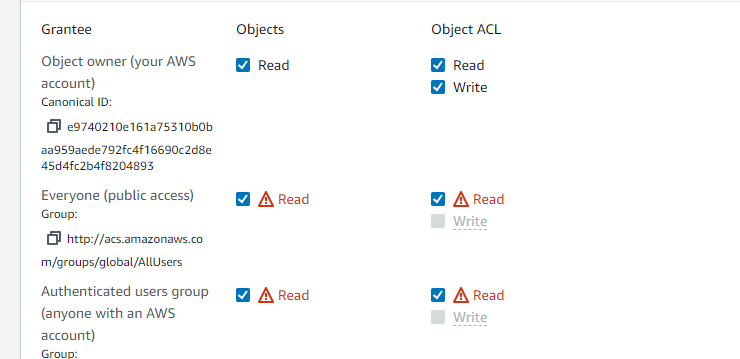 Grantee Objects Object ACL
Object owner (your AWS Read Read
account) Write
Canonical ID:
e9740210e161a75310b0b
aa959aede792fc4f16690c2d8e
45d4fc2b4f8204893
Everyone (public access) Read Read
Group: Write
http://acs.amazonaws.co
m/groups/global/AllUsers
Authenticated users group Read Read
(anyone with an AWS Write
account)
Group: